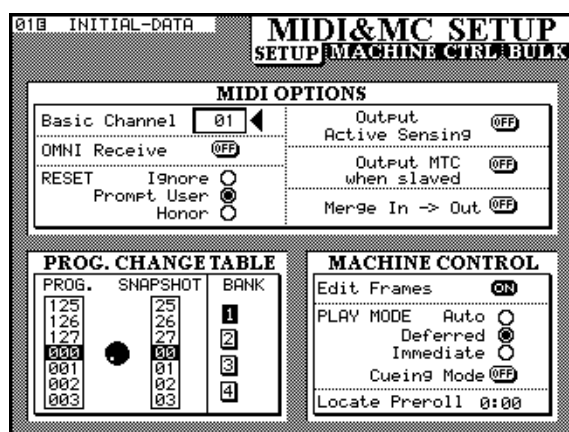 01 INITIAL-DATA
MIDI&MC SETUP
SETUP MACHINE CTRL BULK
MIDI OPTIONS
Basic Channel 01
OMNI Receive OFF
RESET Ignore
Prompt User
Honor
Output
Active Sensing OFF
Output MTC
when slaved OFF
Merge In -> Out OFF
PROG. CHANGE TABLE
PROG. SNAPSHOT BANK
125 25
126 26
127 27
000 00
001 01
002 02
003 03
1
2
3
4
MACHINE CONTROL
Edit Frames ON
PLAY MODE Auto
Deferred
Immediate
Cueing Mode OFF
Locate Preroll 0:00